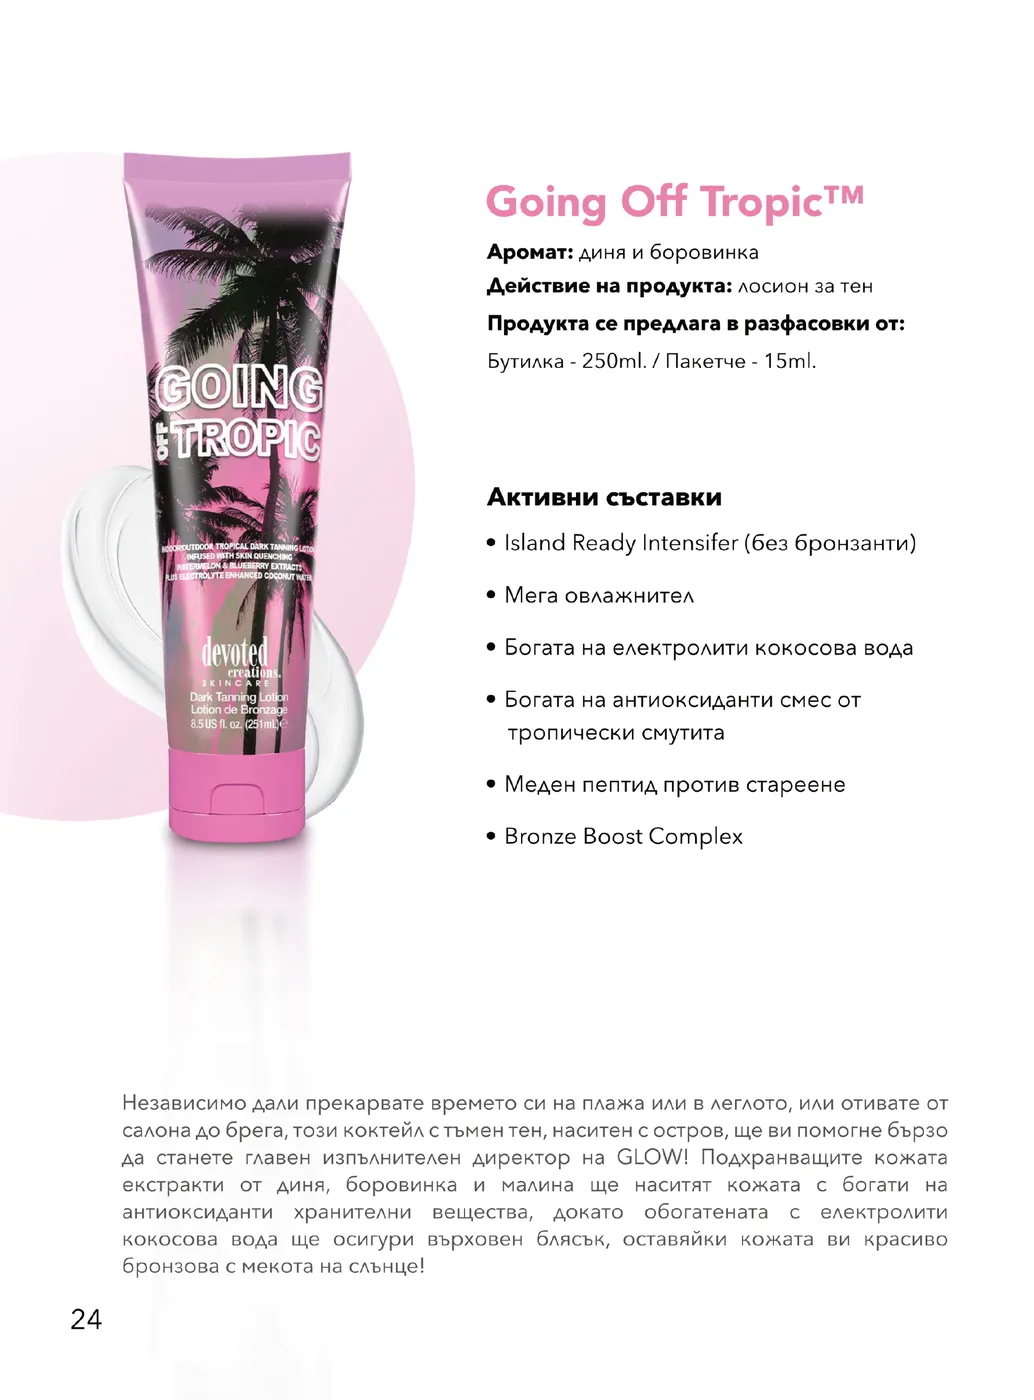 GOING
OFF TROPIC
INDOOR/OUTDOOR TROPICAL DARK TANNING LOTION
INFUSED WITH SKIN QUENCHING
WATERMELON & BLUEBERRY EXTRACTS
PLUS ELECTROLYTE ENHANCED COCONUT WATER
devoted
creations.
SKINCARE
Dark Tanning Lotion
Lotion de Bronzage
8.5 US fl. oz. (251mL)℮
Going Off Tropic™
Аромат: диня и боровинка
Действие на продукта: лосион за тен
Продукта се предлага в разфасовки от:
Бутилка - 250ml. / Пакетче - 15ml.
Активни съставки
• Island Ready Intensifer (без бронзанти)
• Мега овлажнител
• Богата на електролити кокосова вода
• Богата на антиоксиданти смес от
тропически смутита
• Меден пептид против стареене
• Bronze Boost Complex
Независимо дали прекарвате времето си на плажа или в леглото, или отивате от
салона до брега, този коктейл с тъмен тен, наситен с остров, ще ви помогне бързо
да станете главен изпълнителен директор на GLOW! Подхранващите кожата
екстракти от диня, боровинка и малина ще наситят кожата с богати на
антиоксиданти хранителни вещества, докато обогатената с електролити
кокосова вода ще осигури върховен блясък, оставяйки кожата ви красиво
бронзова с мекота на слънце!
24